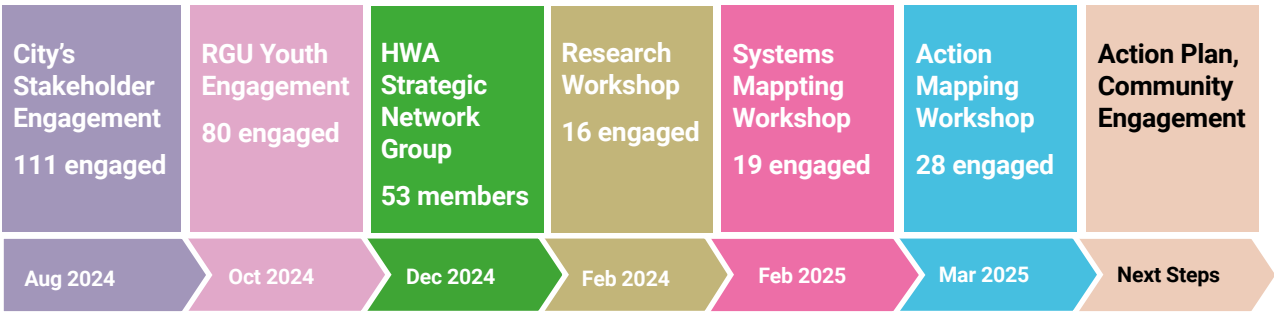 City's
Stakeholder
Engagement
111 engaged
RGU Youth
Engagement
80 engaged
HWA
Strategic
Network
Group
53 members
Research
Workshop
16 engaged
Systems
Mappting
Workshop
19 engaged
Action
Mapping
Workshop
28 engaged
Action Plan,
Community
Engagement
Aug 2024
Oct 2024
Dec 2024
Feb 2024
Feb 2025
Mar 2025
Next Steps